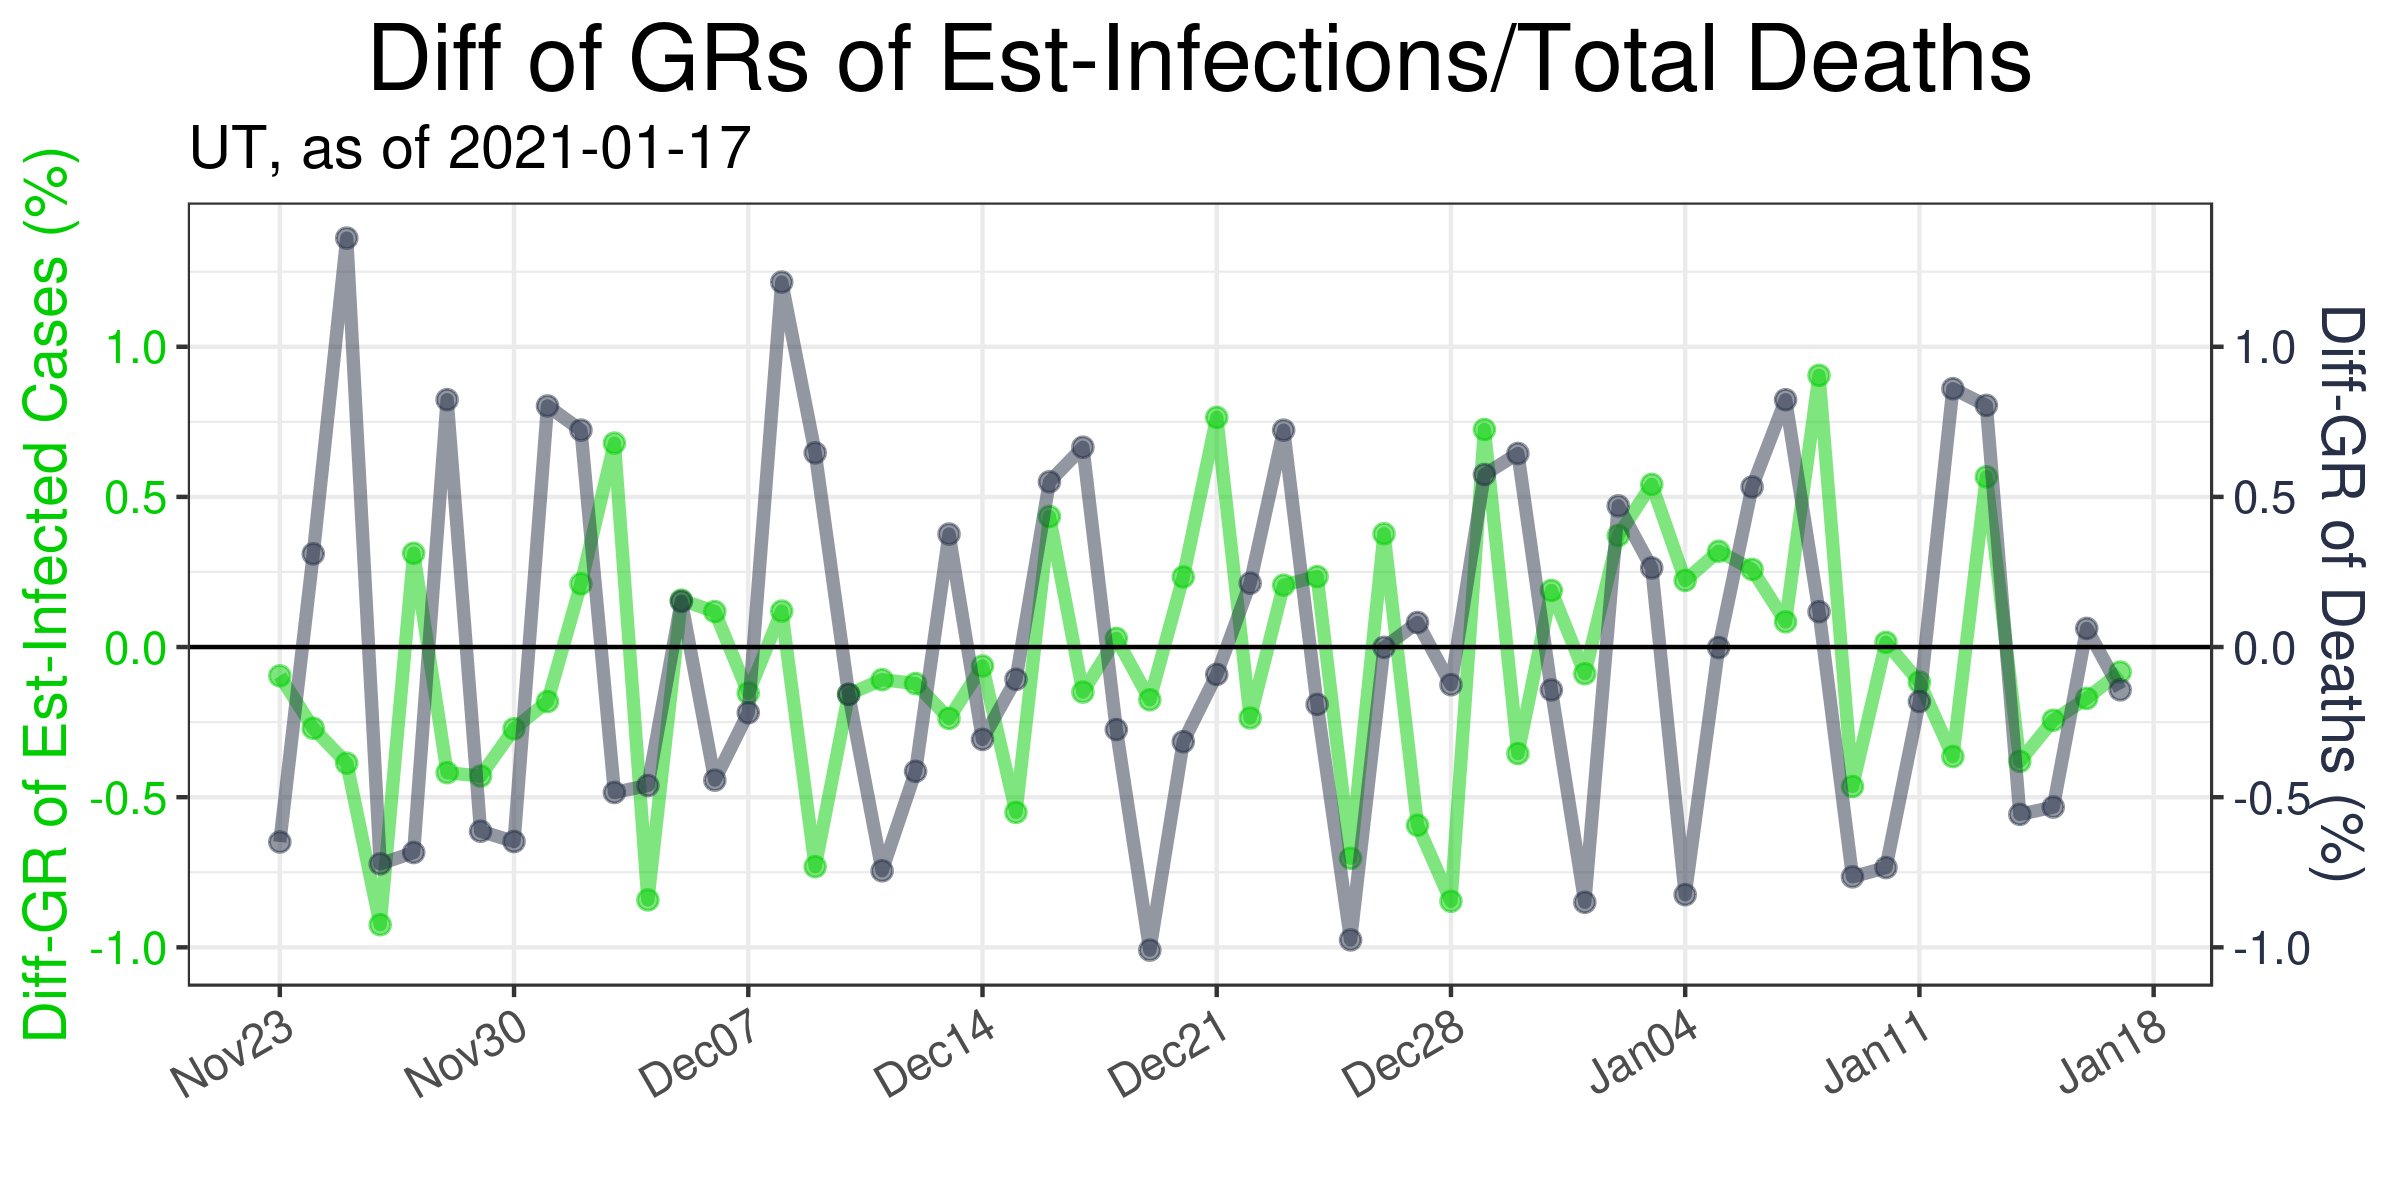 Diff of GRs of Est-Infections/Total Deaths
UT, as of 2021-01-17
Diff-GR of Est-Infected Cases (%)
1.0
0.5
0.0
-0.5
-1.0
1.0
0.5
0.0
-0.5
-1.0
Diff-GR of Deaths (%)
Nov23
Nov30
Dec07
Dec14
Dec21
Dec28
Jan04
Jan11
Jan18